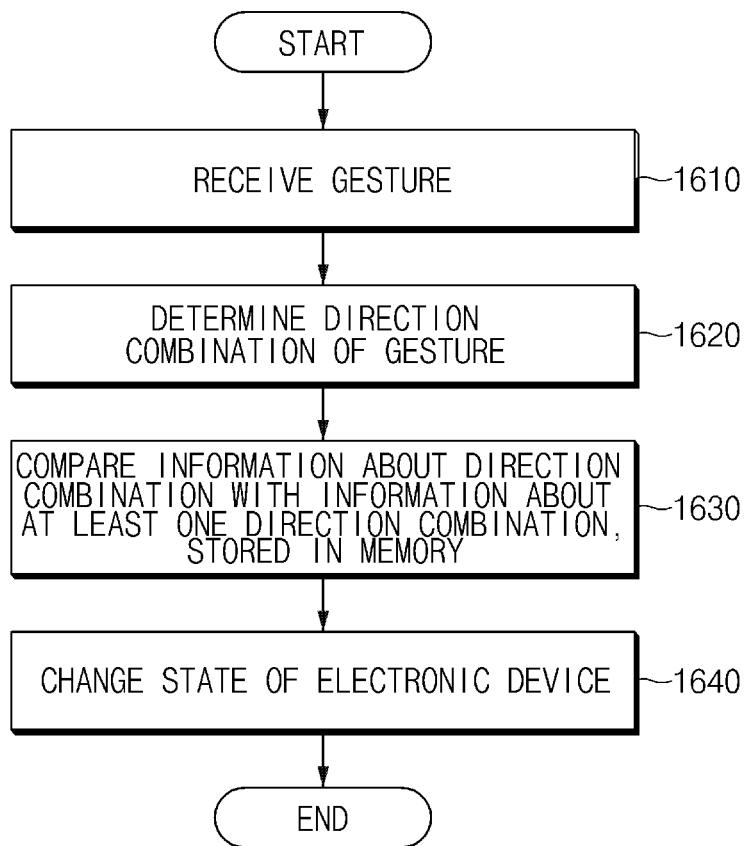 START
RECEIVE GESTURE
1610
DETERMINE DIRECTION
COMBINATION OF GESTURE
1620
COMPARE INFORMATION ABOUT DIRECTION
COMBINATION WITH INFORMATION ABOUT
AT LEAST ONE DIRECTION COMBINATION,
STORED IN MEMORY
1630
CHANGE STATE OF ELECTRONIC DEVICE
1640
END